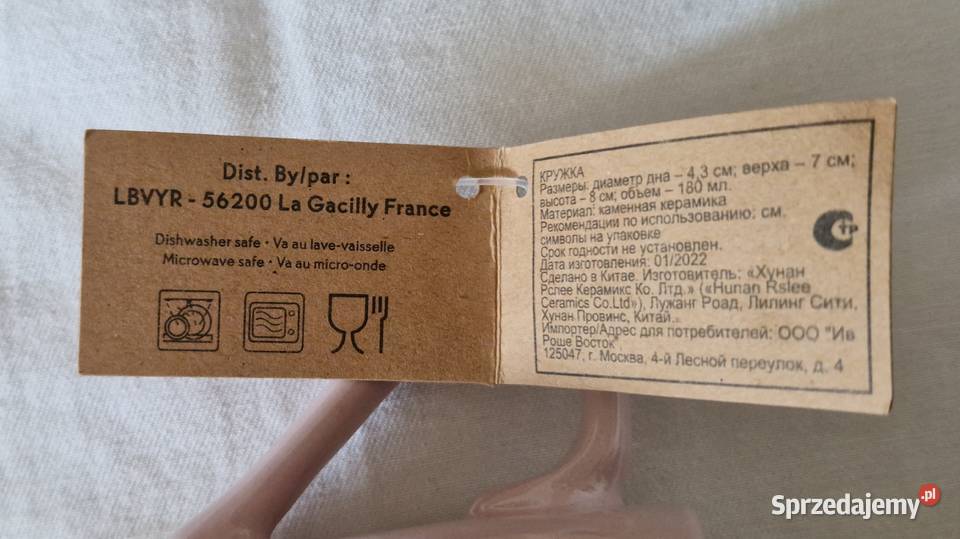 Dist. By/par :
LBVYR - 56200 La Gacilly France
Dishwasher safe • Va au lave-vaisselle
Microwave safe • Va au micro-onde
КРУЖКА
Размеры: диаметр дна – 4,3 см; верха – 7 см;
высота – 8 см; объем – 180 мл.
Материал: каменная керамика
Рекомендации по использованию: см.
символы на упаковке
Срок годности не установлен.
Дата изготовления: 01/2022
Сделано в Китае. Изготовитель: «Хунан
Рслее Керамикс Ко. Лтд.» («Hunan Rslee
Ceramics Co.Ltd»), Лужанг Роад, Лилинг Сити,
Хунан Провинс, Китай.
Импортер/Адрес для потребителей: ООО "Ив
Роше Восток"
125047, г. Москва, 4-й Лесной переулок, д. 4
Sprzedajemy.pl